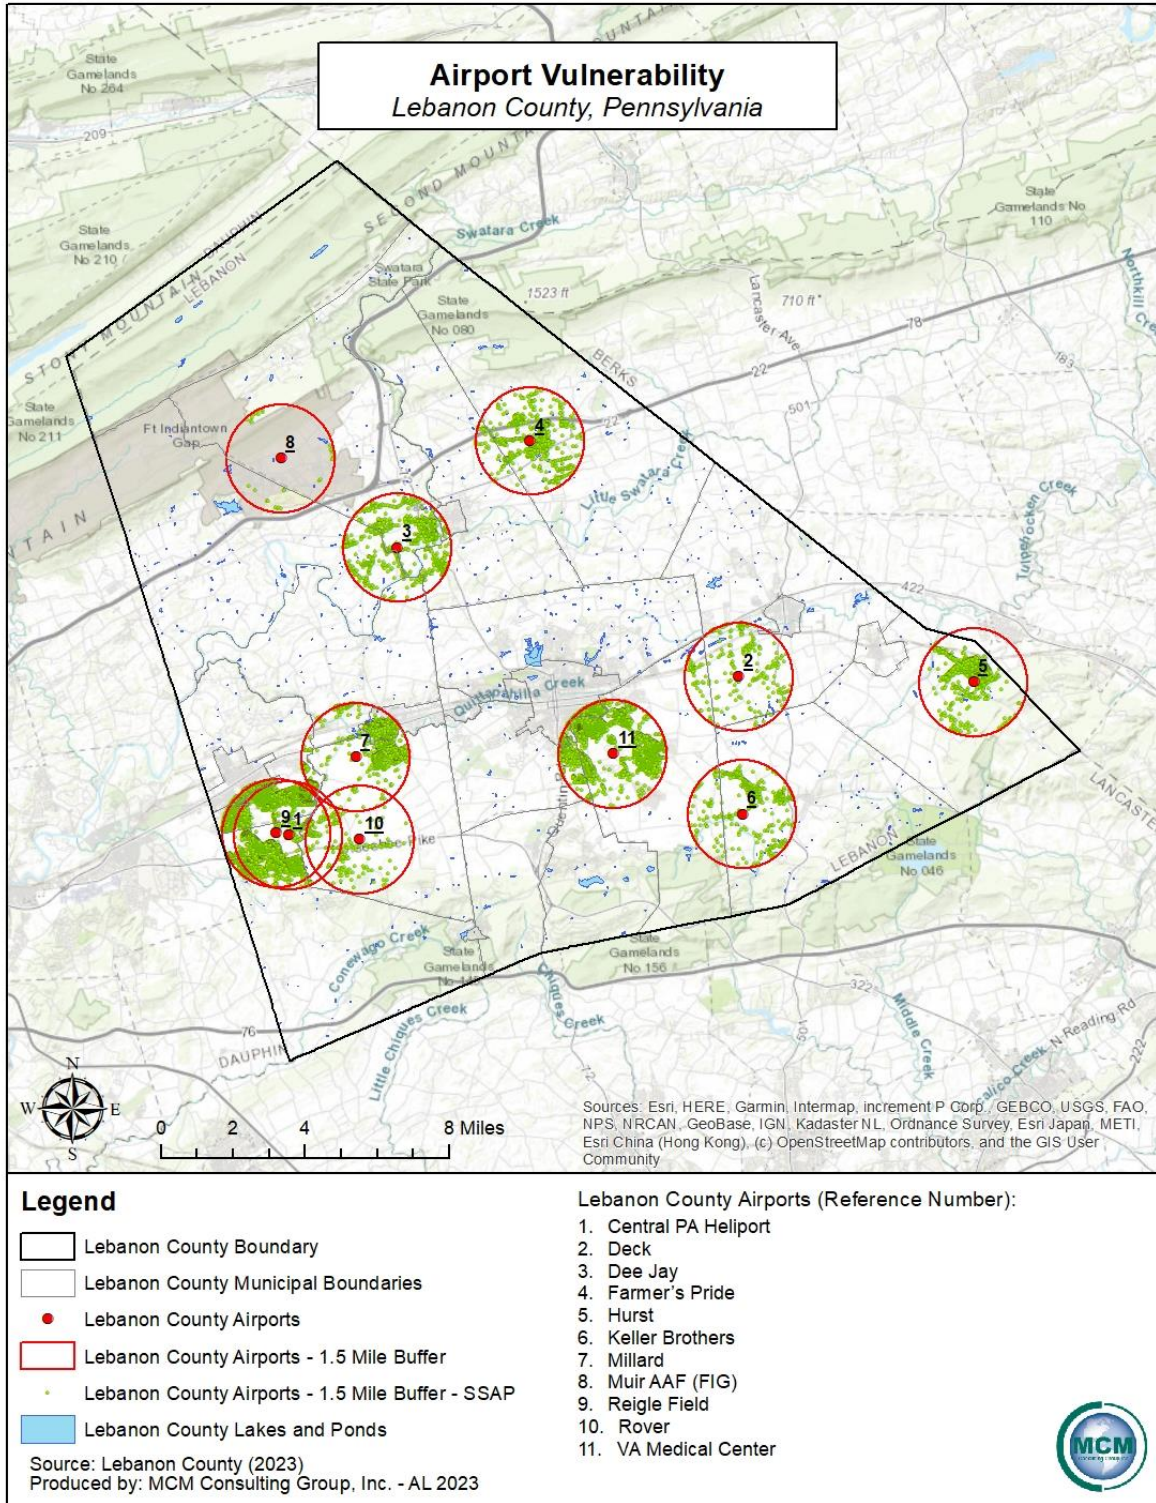 Airport Vulnerability
Lebanon County, Pennsylvania
State
Gamelands
No 264
209
SECOND MOUNTAIN
Swatara Creek
State
Gamelands No
110
State
Gamelands
No 210
DAUPHIN
LEBANON
STONY MOUNTAIN
Swatara
State Park
State
Gamelands
No 080
1523 ft
Lancaster Ave
710 ft
Northkill Creek
78
BERKS
22
183
501
State
Gamelands
No 211
Ft Indiantown
Gap
8
4
22
Little Swatara Creek
Tulpehocken Creek
3
422
2
5
Quittapahilla Creek
7
11
6
9
1
10
Pike
LEBANON
LANCASTER
State
Gamelands
No 046
Conewago Creek
State
Gamelands
State
Gamelands
No 156
Chiques Creek
Little Chiques Creek
76
DAUPHIN
322
501
Middle Creek
N Reading Rd
222
12
N
W
E
S
0 2 4 8 Miles
Sources: Esri, HERE, Garmin, Intermap, increment P Corp., GEBCO, USGS, FAO,
NPS, NRCAN, GeoBase, IGN, Kadaster NL, Ordnance Survey, Esri Japan, METI,
Esri China (Hong Kong), (c) OpenStreetMap contributors, and the GIS User
Community
Legend
Lebanon County Boundary
Lebanon County Municipal Boundaries
Lebanon County Airports
Lebanon County Airports - 1.5 Mile Buffer
Lebanon County Airports - 1.5 Mile Buffer - SSAP
Lebanon County Lakes and Ponds
Source: Lebanon County (2023)
Produced by: MCM Consulting Group, Inc. - AL 2023
Lebanon County Airports (Reference Number):
1. Central PA Heliport
2. Deck
3. Dee Jay
4. Farmer's Pride
5. Hurst
6. Keller Brothers
7. Millard
8. Muir AAF (FIG)
9. Reigle Field
10. Rover
11. VA Medical Center
MCM